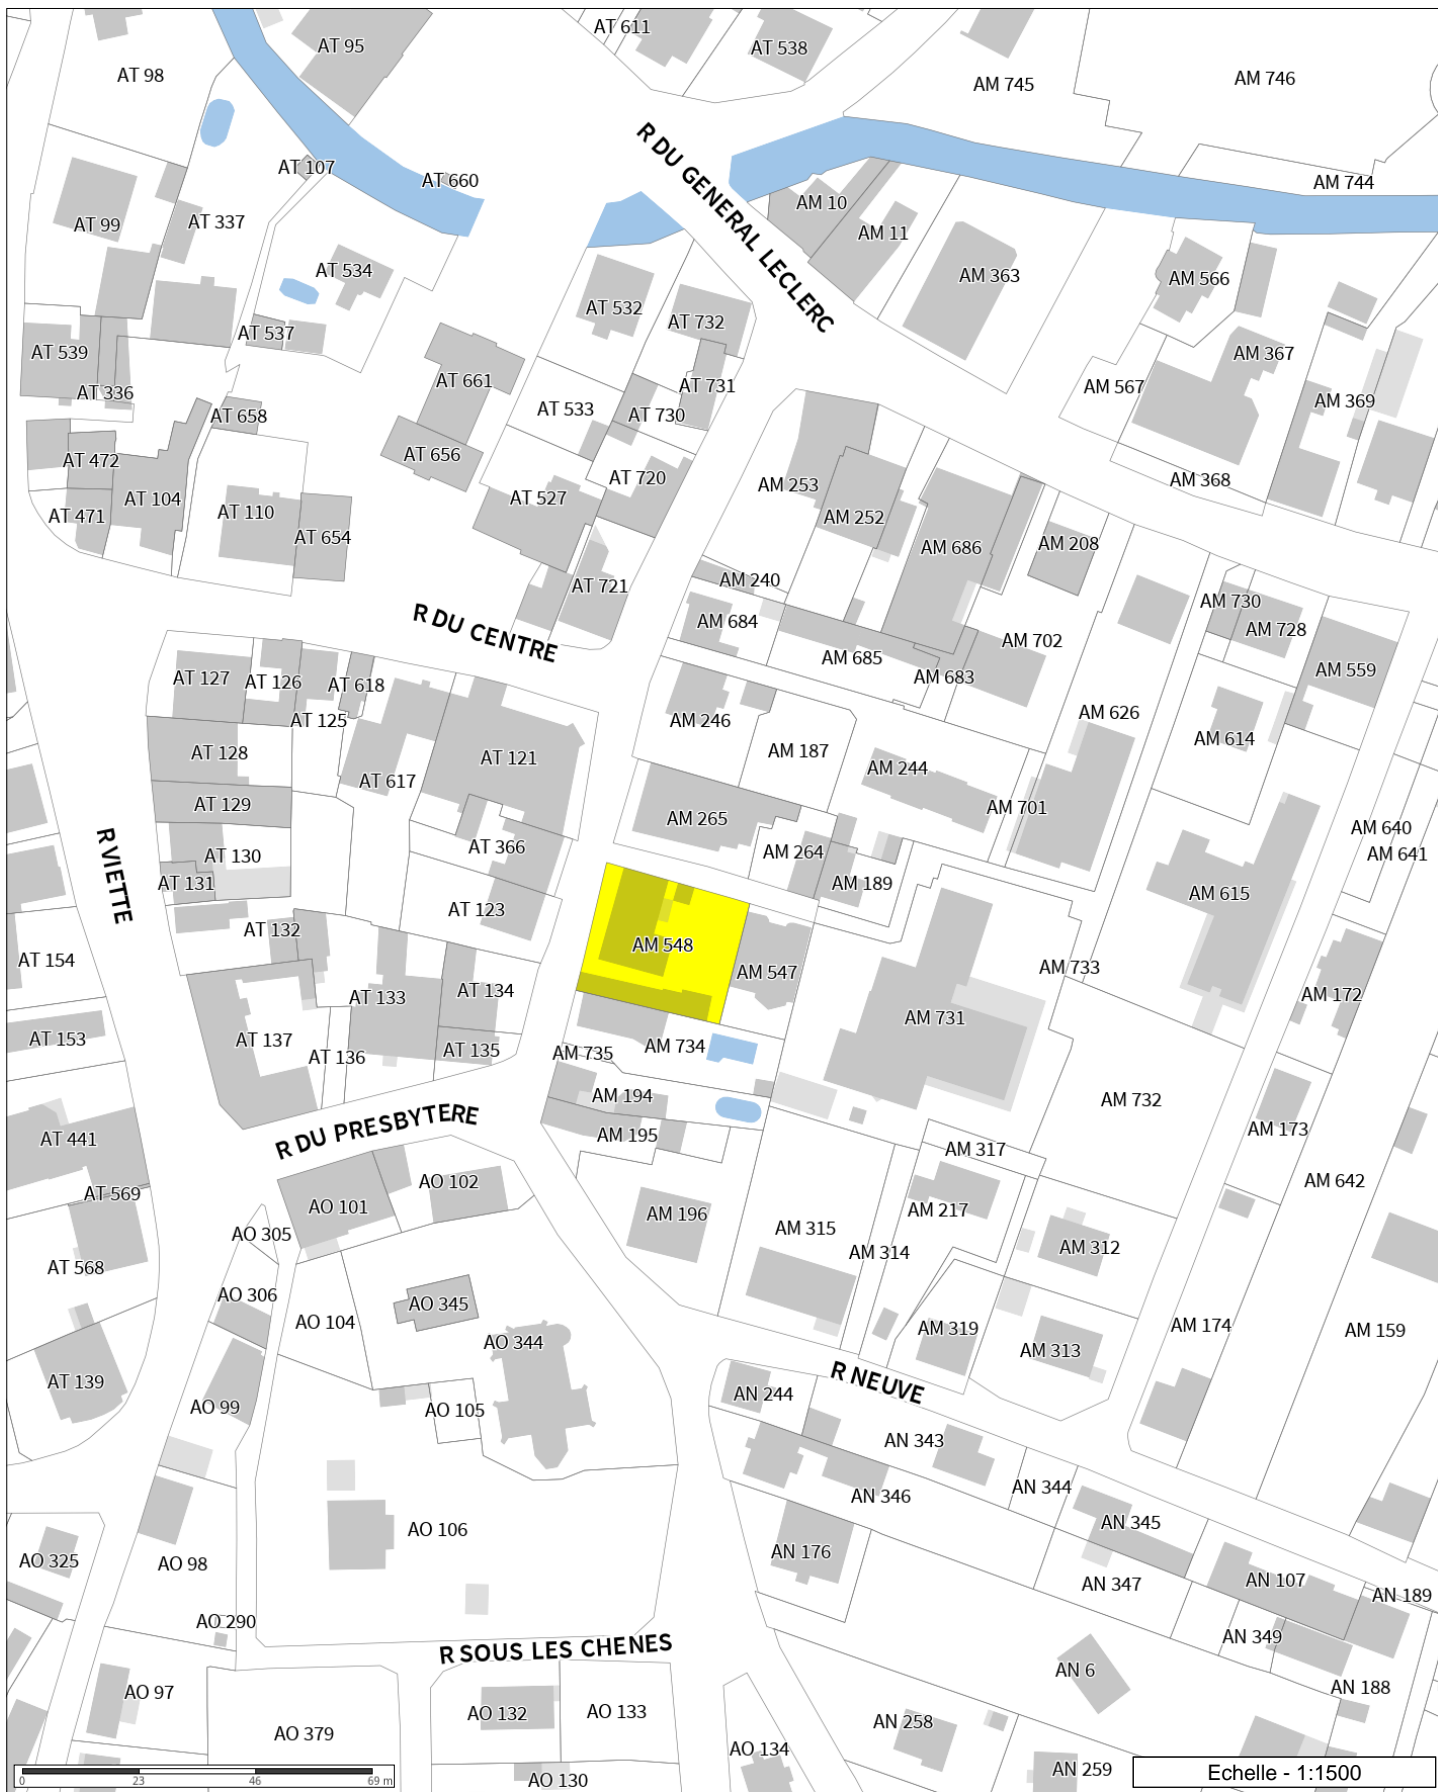 AT 611
AT 95
AT 538
AT 98
AM 745
AM 746
R DU GENERAL LECLERC
AT 107
AT 660
AM 744
AM 10
AT 99
AT 337
AM 11
AT 534
AM 363
AM 566
AT 532
AT 732
AT 537
AT 539
AM 367
AT 661
AT 731
AM 567
AT 336
AM 369
AT 533
AT 730
AT 658
AT 656
AT 472
AT 720
AM 368
AM 253
AT 104
AT 527
AT 471
AT 110
AM 252
AT 654
AM 208
AM 686
AM 240
AT 721
AM 730
R DU CENTRE
AM 684
AM 728
AM 702
AM 685
AM 559
AT 127
AT 126
AT 618
AM 683
AT 125
AM 246
AM 626
AM 614
AT 128
AM 187
AT 121
AM 244
AT 617
AT 129
AM 701
AM 265
AM 640
AT 366
AM 264
AM 641
AT 130
R VIETTE
AT 131
AM 189
AM 615
AT 123
AT 132
AM 548
AT 154
AM 547
AM 733
AT 134
AM 172
AT 133
AM 731
AT 153
AT 137
AM 734
AT 135
AM 735
AT 136
AM 194
AM 732
R DU PRESBYTERE
AM 173
AM 195
AT 441
AM 317
AO 102
AM 642
AT 569
AO 101
AM 217
AM 196
AM 315
AO 305
AM 312
AM 314
AT 568
AO 306
AO 345
AO 104
AM 174
AM 319
AM 159
AO 344
AM 313
AT 139
R NEUVE
AN 244
AO 99
AO 105
AN 343
AN 344
AN 346
AN 345
AO 106
AN 176
AO 325
AO 98
AN 107
AN 347
AN 189
AO 290
AN 349
R SOUS LES CHENES
AN 6
AN 188
AO 97
AO 132
AO 133
AN 258
AO 379
AO 134
AN 259
AO 130
0 23 46 69 m
Echelle - 1:1500